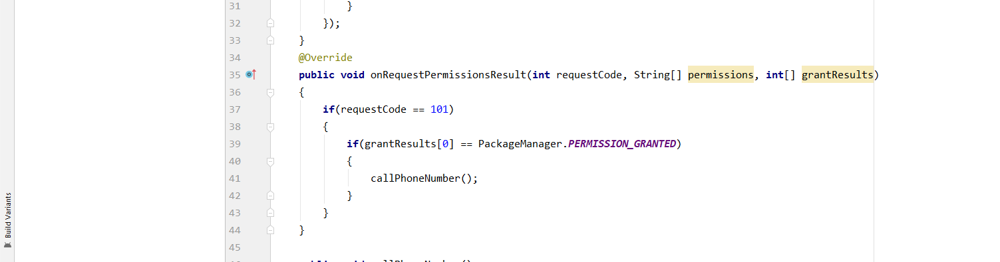 31 }
32 });
33 }
34 @Override
35 public void onRequestPermissionsResult(int requestCode, String[] permissions, int[] grantResults)
36 {
37 if(requestCode == 101)
38 {
39 if(grantResults[0] == PackageManager.PERMISSION_GRANTED)
40 {
41 callPhoneNumber();
42 }
43 }
44 }
45
Build Variants